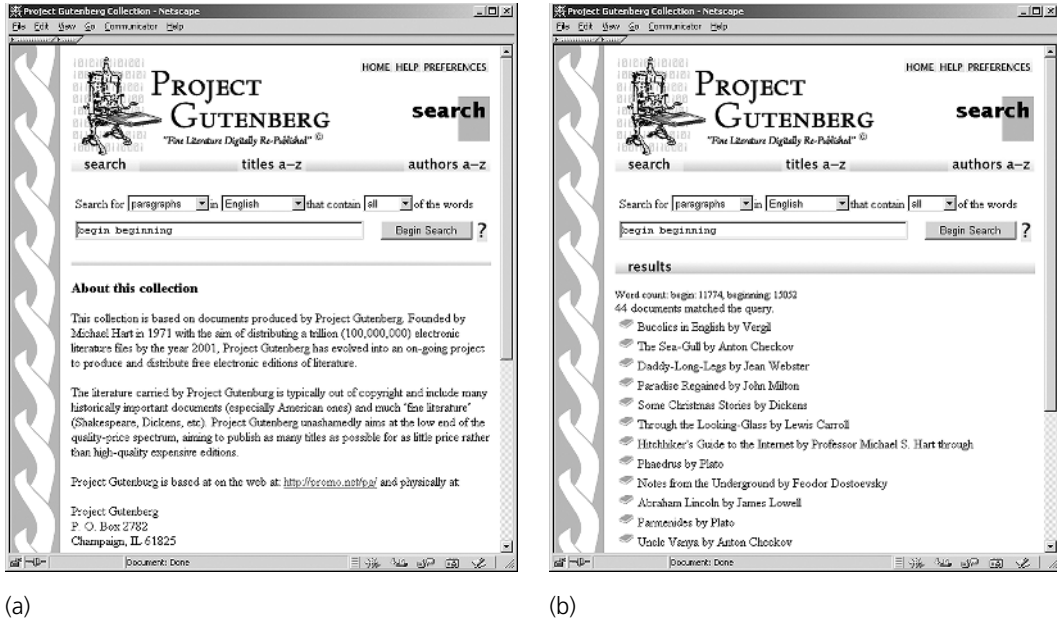 Project Gutenberg Collection - Netscape
File Edit View Go Communicator Help
HOME HELP PREFERENCES
PROJECT
GUTENBERG
search
"Fine Literature Digitally Re-Published" ©
search titles a–z authors a–z
Search for paragraphs in English that contain all of the words
begin beginning Begin Search ?
About this collection
This collection is based on documents produced by Project Gutenberg. Founded by
Michael Hart in 1971 with the aim of distributing a trillion (100,000,000) electronic
literature files by the year 2001, Project Gutenberg has evolved into an on-going project
to produce and distribute free electronic editions of literature.
The literature carried by Project Gutenburg is typically out of copyright and include many
historically important documents (especially American ones) and much "fine literature"
(Shakespeare, Dickens, etc). Project Gutenberg unashamedly aims at the low end of the
quality-price spectrum, aiming to publish as many titles as possible for as little price rather
than high-quality expensive editions.
Project Gutenburg is based at on the web at: http://promo.net/pg/ and physically at:
Project Gutenberg
P. O. Box 2782
Champaign, IL 61825
Document: Done
(a)
Project Gutenberg Collection - Netscape
File Edit View Go Communicator Help
HOME HELP PREFERENCES
PROJECT
GUTENBERG
search
"Fine Literature Digitally Re-Published" ©
search titles a–z authors a–z
Search for paragraphs in English that contain all of the words
begin beginning Begin Search ?
results
Word count: begin: 11774, beginning: 15052
44 documents matched the query.
Bucolics in English by Vergil
The Sea-Gull by Anton Checkov
Daddy-Long-Legs by Jean Webster
Paradise Regained by John Milton
Some Christmas Stories by Dickens
Through the Looking-Glass by Lewis Carroll
Hitchhiker's Guide to the Internet by Professor Michael S. Hart through
Phaedrus by Plato
Notes from the Underground by Feodor Dostoevsky
Abraham Lincoln by James Lowell
Parmenides by Plato
Uncle Vanya by Anton Checkov
Document: Done
(b)